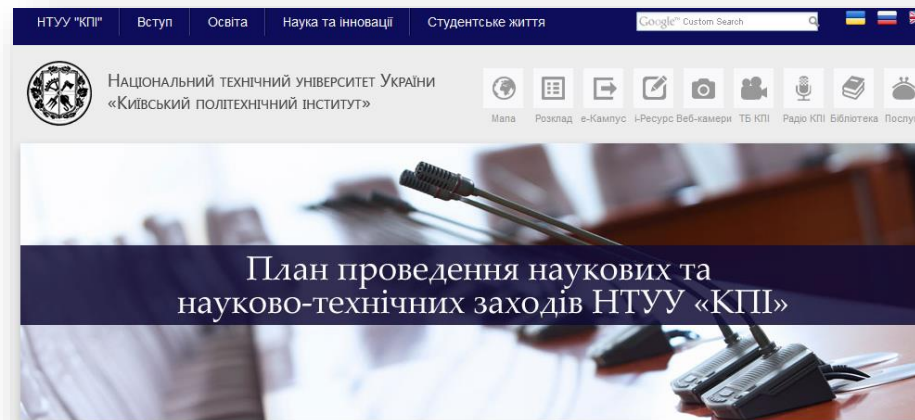 НТУУ "КПІ" Вступ Освіта Наука та інновації Студентське життя Google™ Custom Search
Національний технічний університет України
«Київський політехнічний інститут»
Мапа Розклад е-Кампус і-Ресурс Веб-камери ТБ КПІ Радіо КПІ Бібліотека
План проведення наукових та
науково-технічних заходів НТУУ «КПІ»